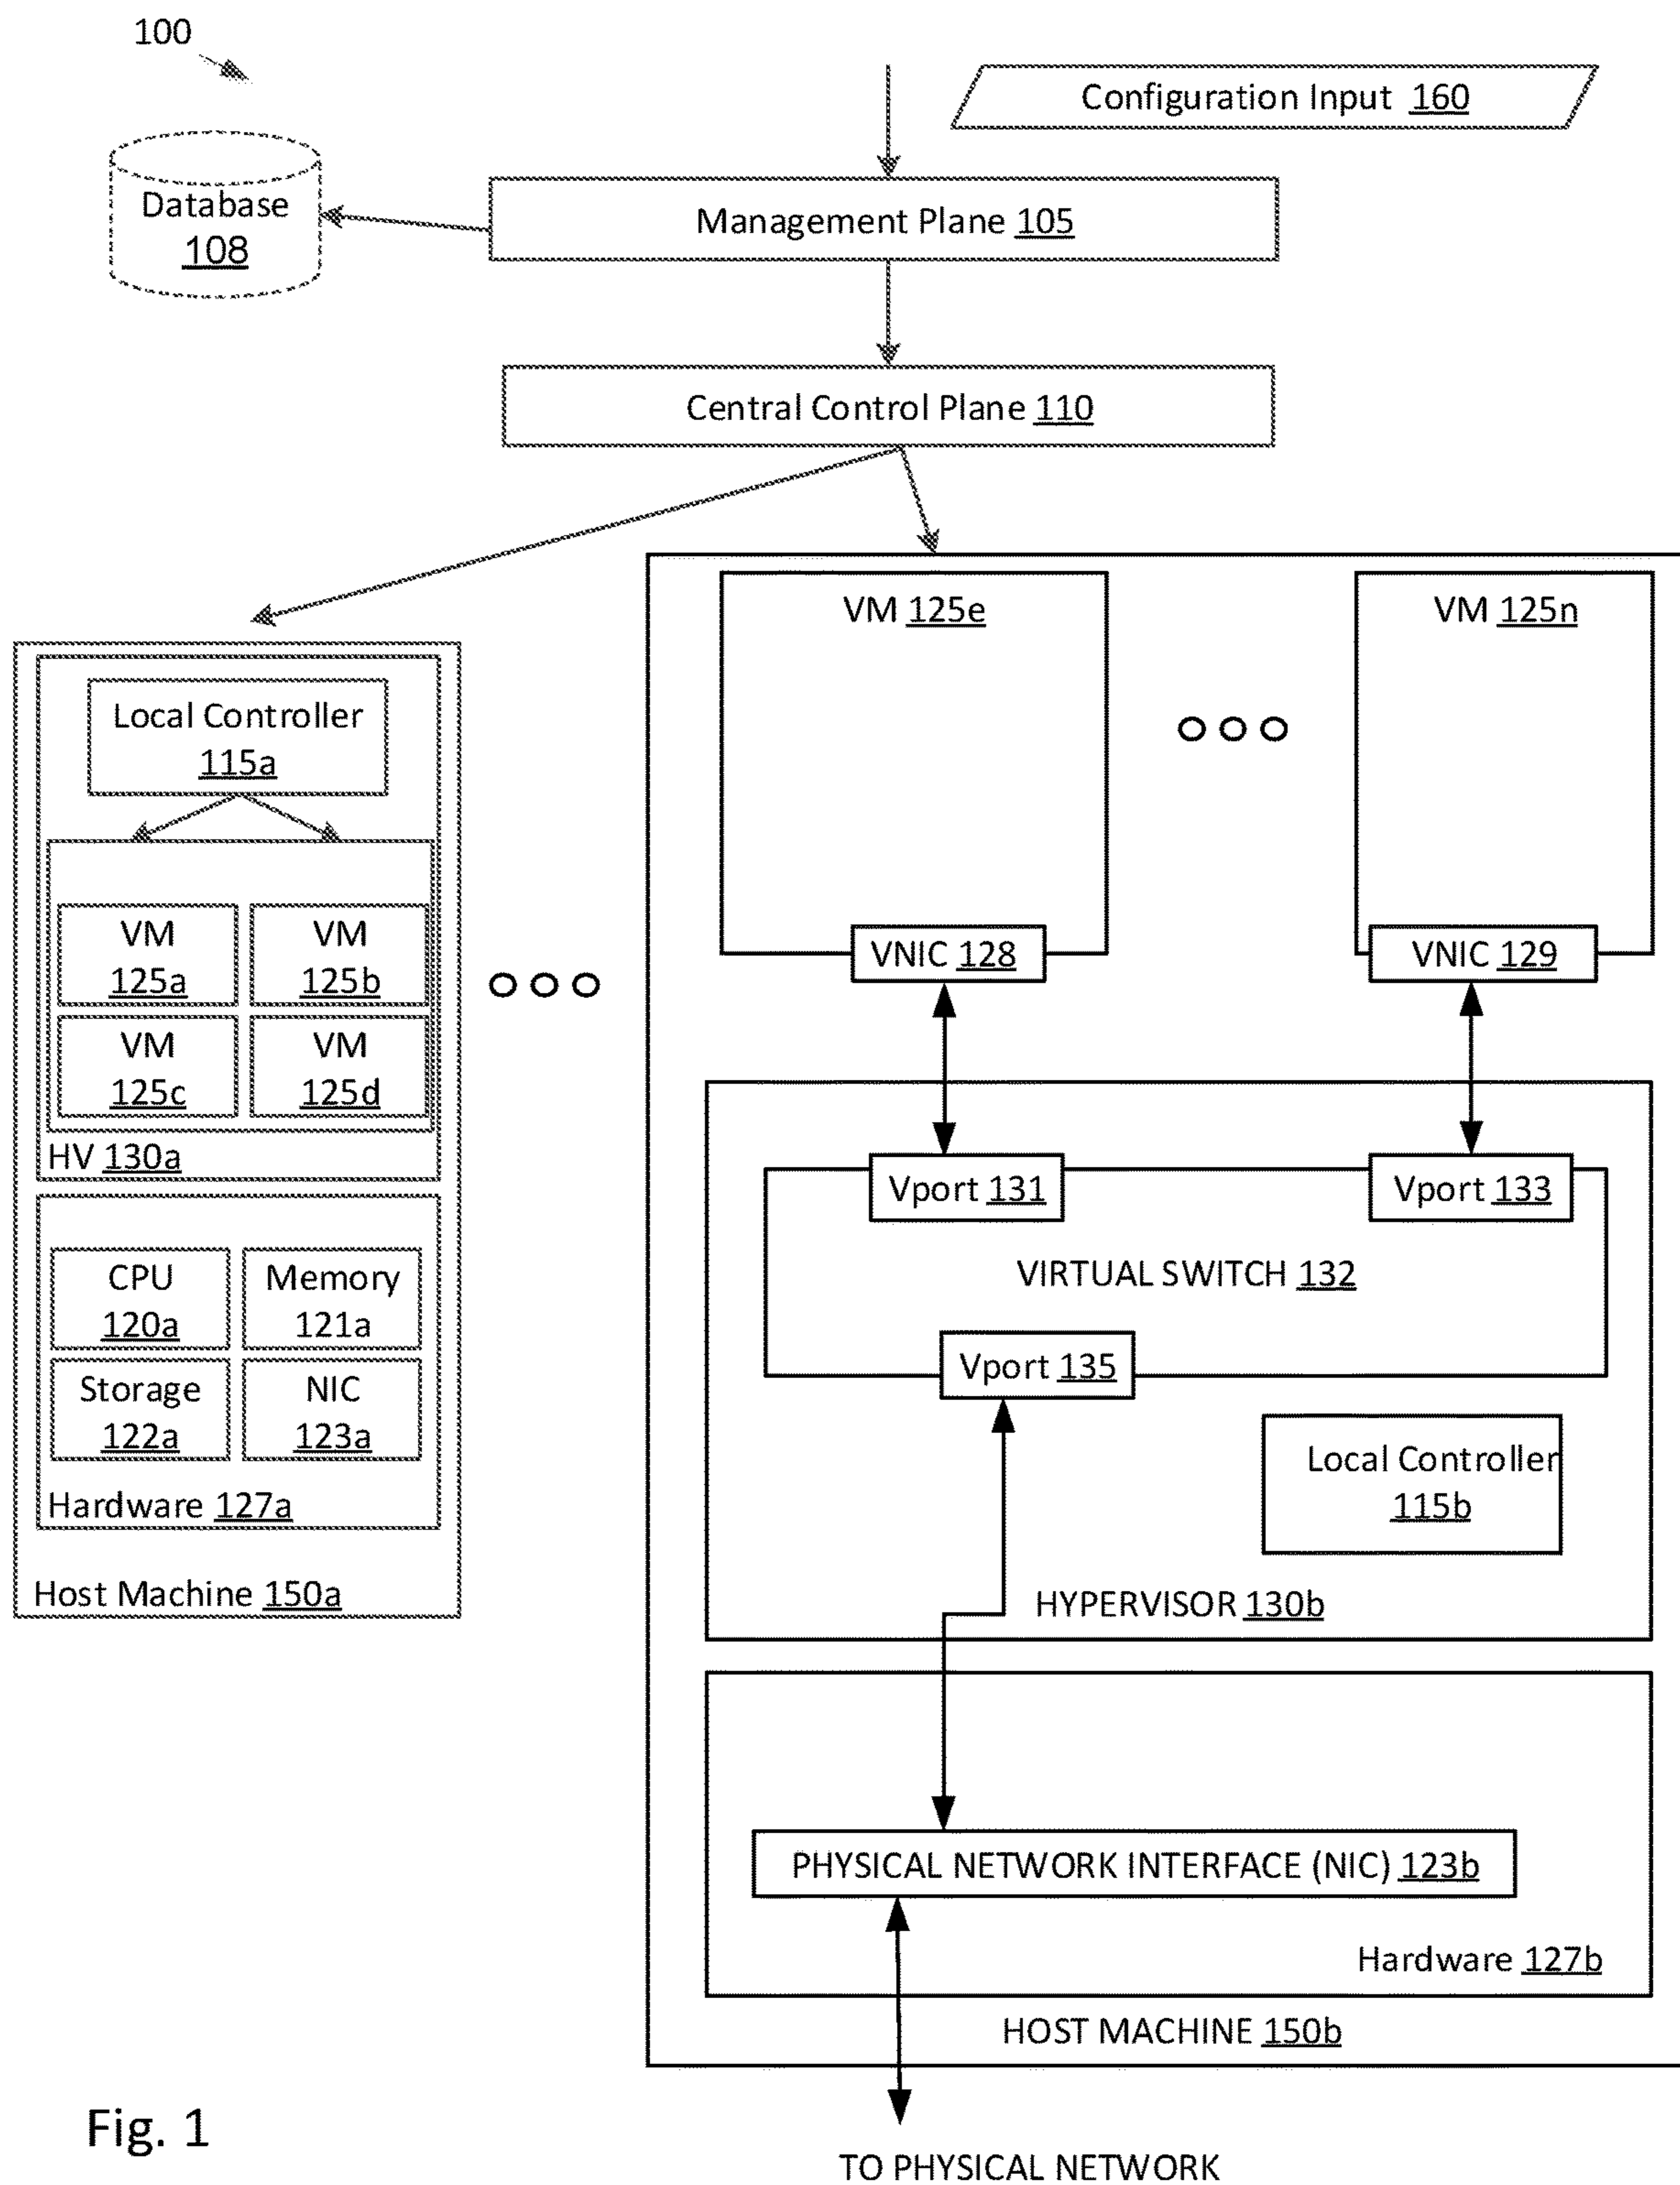 100
Configuration Input 160
Database
108
Management Plane 105
Central Control Plane 110
Local Controller
115a
VM
125a
VM
125b
VM
125c
VM
125d
HV 130a
CPU
120a
Memory
121a
Storage
122a
NIC
123a
Hardware 127a
Host Machine 150a
VM 125e
VM 125n
VNIC 128
VNIC 129
Vport 131
Vport 133
VIRTUAL SWITCH 132
Vport 135
Local Controller
115b
HYPERVISOR 130b
PHYSICAL NETWORK INTERFACE (NIC) 123b
Hardware 127b
HOST MACHINE 150b
TO PHYSICAL NETWORK
Fig. 1